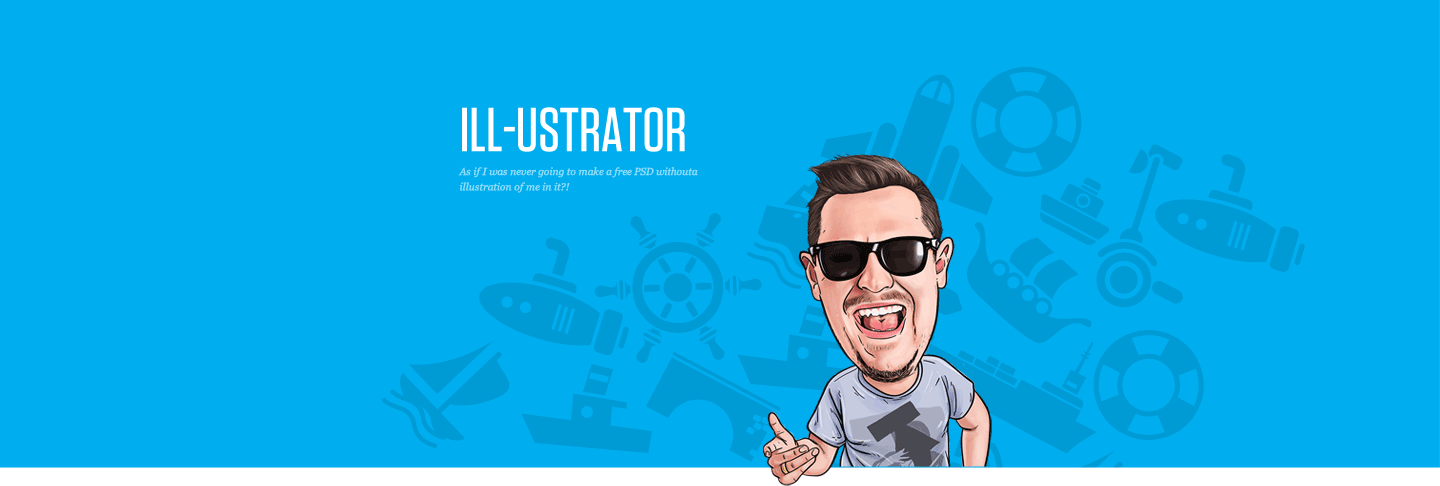 ILL-USTRATOR
As if I was never going to make a free PSD withouta
illustration of me in it?!